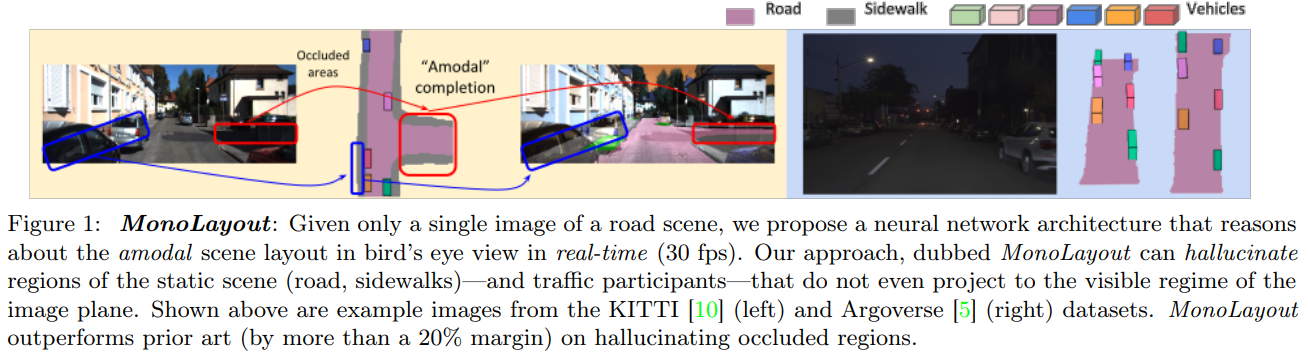 Road Sidewalk Vehicles
Occluded
areas
“Amodal”
completion
Figure 1: MonoLayout: Given only a single image of a road scene, we propose a neural network architecture that reasons
about the amodal scene layout in bird’s eye view in real-time (30 fps). Our approach, dubbed MonoLayout can hallucinate
regions of the static scene (road, sidewalks)—and traffic participants—that do not even project to the visible regime of the
image plane. Shown above are example images from the KITTI [10] (left) and Argoverse [5] (right) datasets. MonoLayout
outperforms prior art (by more than a 20% margin) on hallucinating occluded regions.